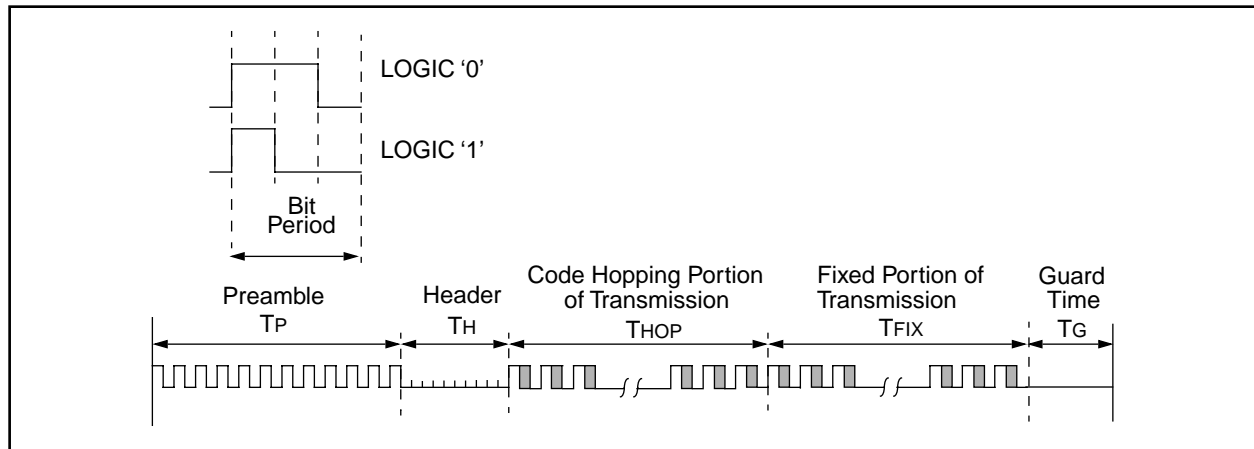 LOGIC ‘0’
LOGIC ‘1’
Bit
Period
Preamble
TP
Header
TH
Code Hopping Portion
of Transmission
THOP
Fixed Portion of
Transmission
TFIX
Guard
Time
TG